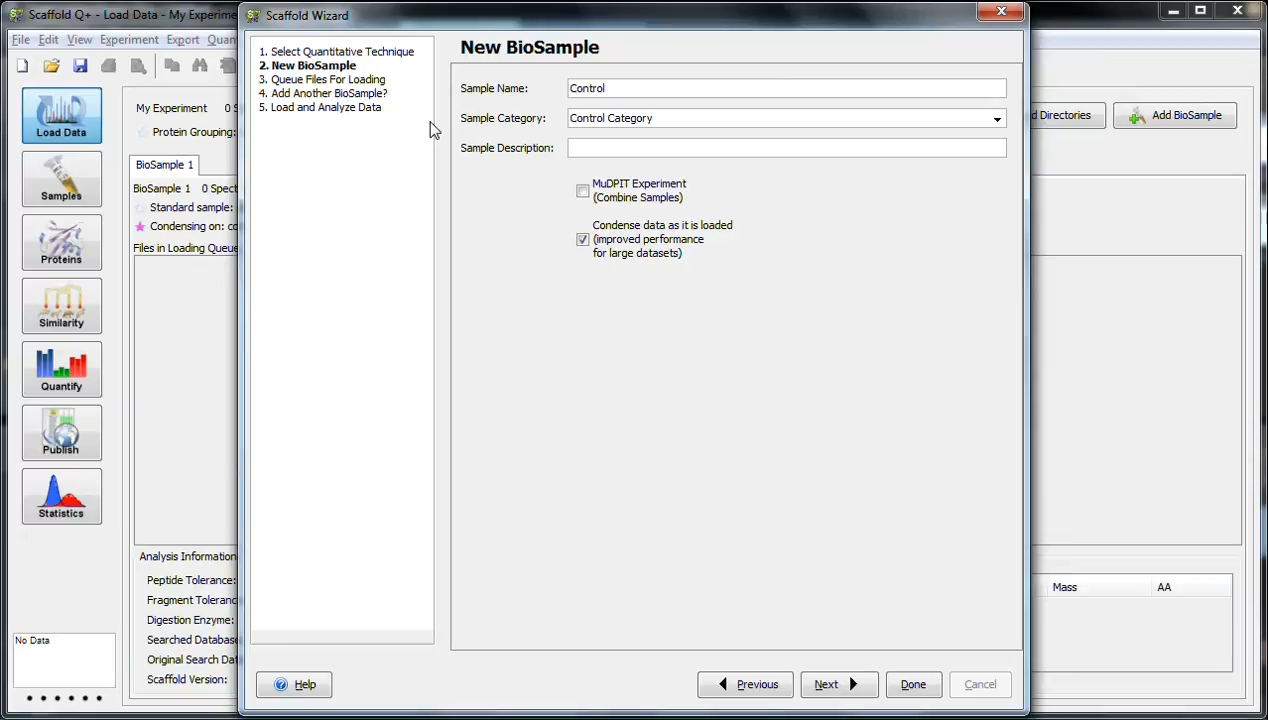 Scaffold Q+ - Load Data - My Experime
Scaffold Wizard
File Edit View Experiment Export Quan
1. Select Quantitative Technique
2. New BioSample
3. Queue Files For Loading
4. Add Another BioSample?
5. Load and Analyze Data
New BioSample
Sample Name: Control
Sample Category: Control Category
Sample Description:
MuDPIT Experiment
(Combine Samples)
Condense data as it is loaded
(improved performance
for large datasets)
Load Data
Samples
Proteins
Similarity
Quantify
Publish
Statistics
No Data
My Experiment 0 S
Protein Grouping:
d Directories
Add BioSample
BioSample 1
BioSample 1 0 Spect
Standard sample:
Condensing on: co
Files in Loading Queue
Analysis Information
Peptide Tolerance:
Fragment Toleranc
Digestion Enzyme:
Searched Database
Original Search Dat
Scaffold Version:
Mass AA
Help
Previous
Next
Done
Cancel